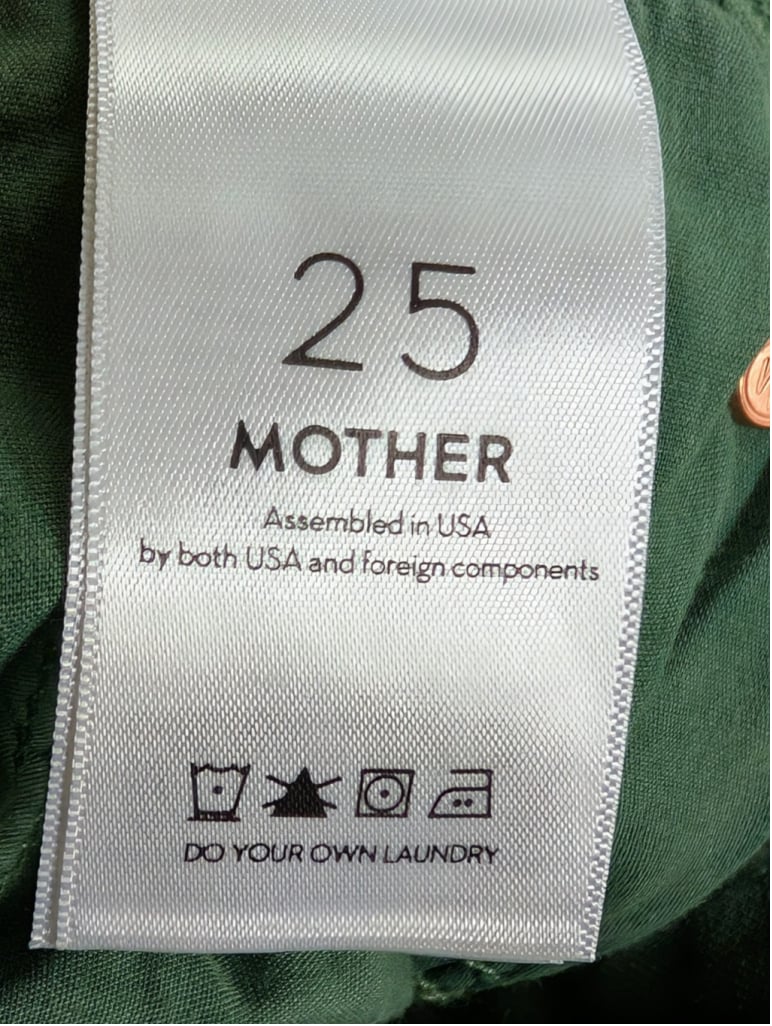 25
MOTHER
Assembled in USA
by both USA and foreign components
DO YOUR OWN LAUNDRY